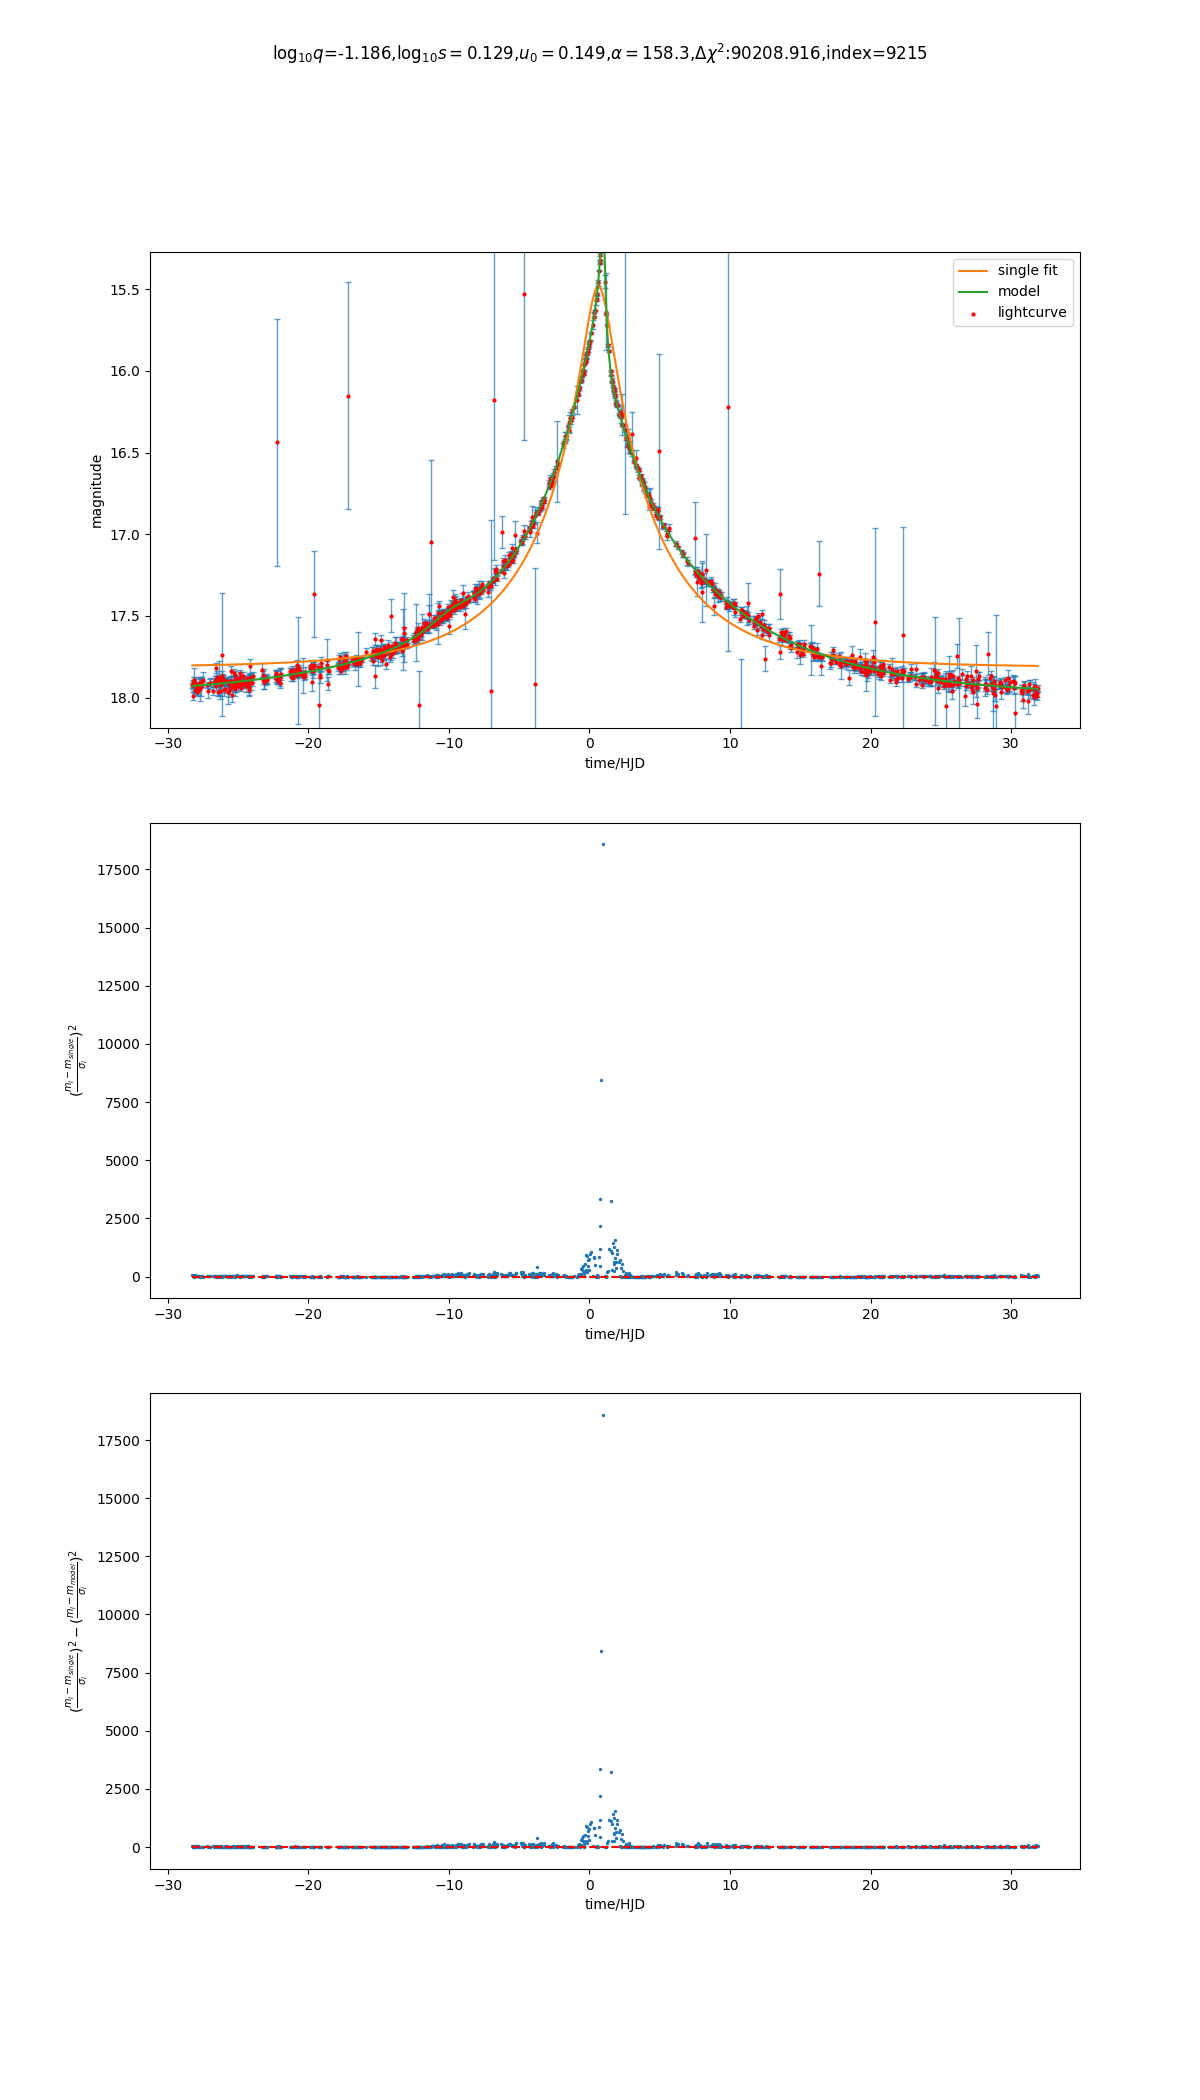 log₁₀q=-1.186,log₁₀s = 0.129,u₀ = 0.149,α = 158.3,Δχ²:90208.916,index=9215
15.5
16.0
16.5
17.0
17.5
18.0
magnitude
single fit
model
lightcurve
−30 −20 −10 0 10 20 30
time/HJD
17500
15000
12500
10000
7500
5000
2500
0
(mᵢ − m_single / σᵢ)²
−30 −20 −10 0 10 20 30
time/HJD
17500
15000
12500
10000
7500
5000
2500
0
(mᵢ − m_single / σᵢ)² − (mᵢ − m_model / σᵢ)²
−30 −20 −10 0 10 20 30
time/HJD